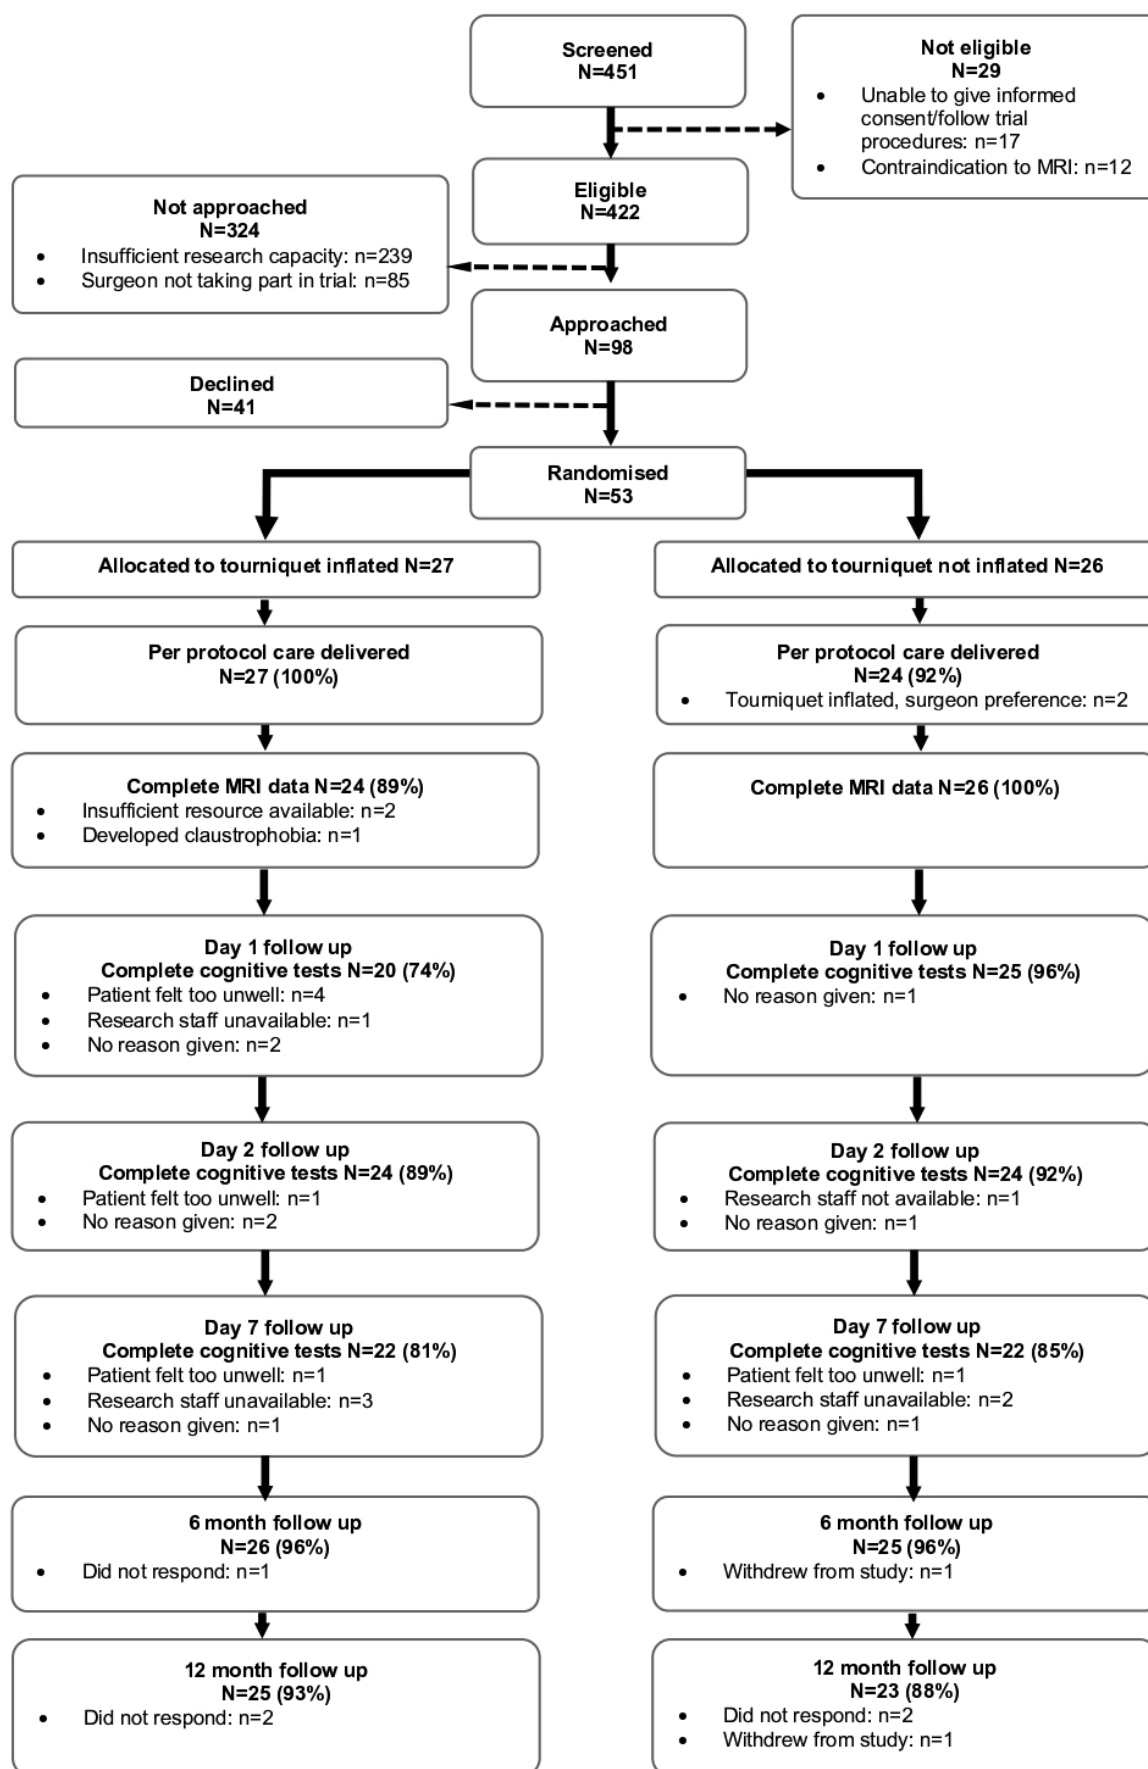 Screened
N=451
Not eligible
N=29
• Unable to give informed
consent/follow trial
procedures: n=17
• Contraindication to MRI: n=12
Eligible
N=422
Not approached
N=324
• Insufficient research capacity: n=239
• Surgeon not taking part in trial: n=85
Approached
N=98
Declined
N=41
Randomised
N=53
Allocated to tourniquet inflated N=27
Allocated to tourniquet not inflated N=26
Per protocol care delivered
N=27 (100%)
Per protocol care delivered
N=24 (92%)
• Tourniquet inflated, surgeon preference: n=2
Complete MRI data N=24 (89%)
• Insufficient resource available: n=2
• Developed claustrophobia: n=1
Complete MRI data N=26 (100%)
Day 1 follow up
Complete cognitive tests N=20 (74%)
• Patient felt too unwell: n=4
• Research staff unavailable: n=1
• No reason given: n=2
Day 1 follow up
Complete cognitive tests N=25 (96%)
• No reason given: n=1
Day 2 follow up
Complete cognitive tests N=24 (89%)
• Patient felt too unwell: n=1
• No reason given: n=2
Day 2 follow up
Complete cognitive tests N=24 (92%)
• Research staff not available: n=1
• No reason given: n=1
Day 7 follow up
Complete cognitive tests N=22 (81%)
• Patient felt too unwell: n=1
• Research staff unavailable: n=3
• No reason given: n=1
Day 7 follow up
Complete cognitive tests N=22 (85%)
• Patient felt too unwell: n=1
• Research staff unavailable: n=2
• No reason given: n=1
6 month follow up
N=26 (96%)
• Did not respond: n=1
6 month follow up
N=25 (96%)
• Withdrew from study: n=1
12 month follow up
N=25 (93%)
• Did not respond: n=2
12 month follow up
N=23 (88%)
• Did not respond: n=2
• Withdrew from study: n=1